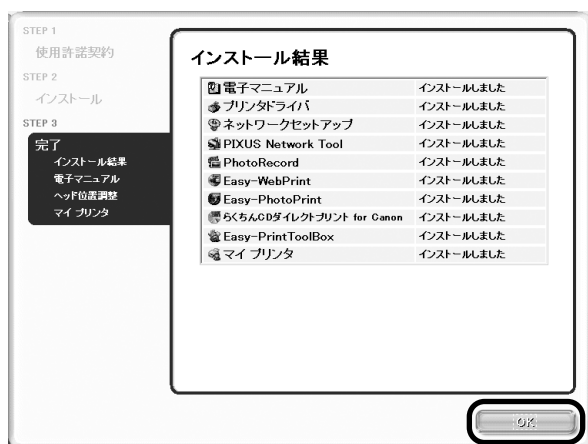 STEP 1
使用許諾契約
STEP 2
インストール
STEP 3
完了
インストール結果
電子マニュアル
ヘッド位置調整
マイ プリンタ
インストール結果
電子マニュアル インストールしました
プリンタドライバ インストールしました
ネットワークセットアップ インストールしました
PIXUS Network Tool インストールしました
PhotoRecord インストールしました
Easy-WebPrint インストールしました
Easy-PhotoPrint インストールしました
らくちんCDダイレクトプリント for Canon インストールしました
Easy-PrintToolBox インストールしました
マイ プリンタ インストールしました
OK